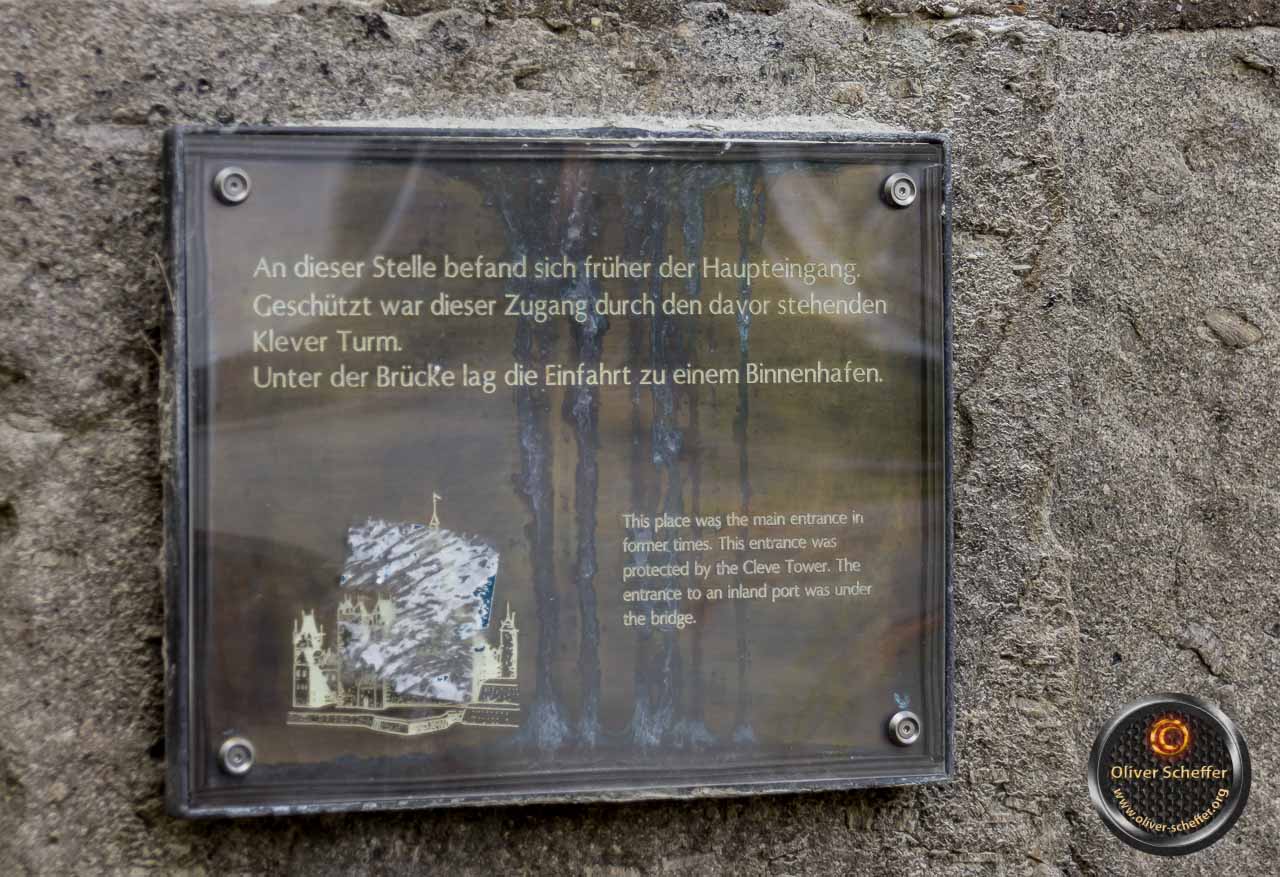 An dieser Stelle befand sich früher der Haupteingang.
Geschützt war dieser Zugang durch den davor stehenden
Klever Turm.
Unter der Brücke lag die Einfahrt zu einem Binnenhafen.
This place was the main entrance in
former times. This entrance was
protected by the Cleve Tower. The
entrance to an inland port was under
the bridge.
©
Oliver Scheffer
www.oliver-scheffer.org